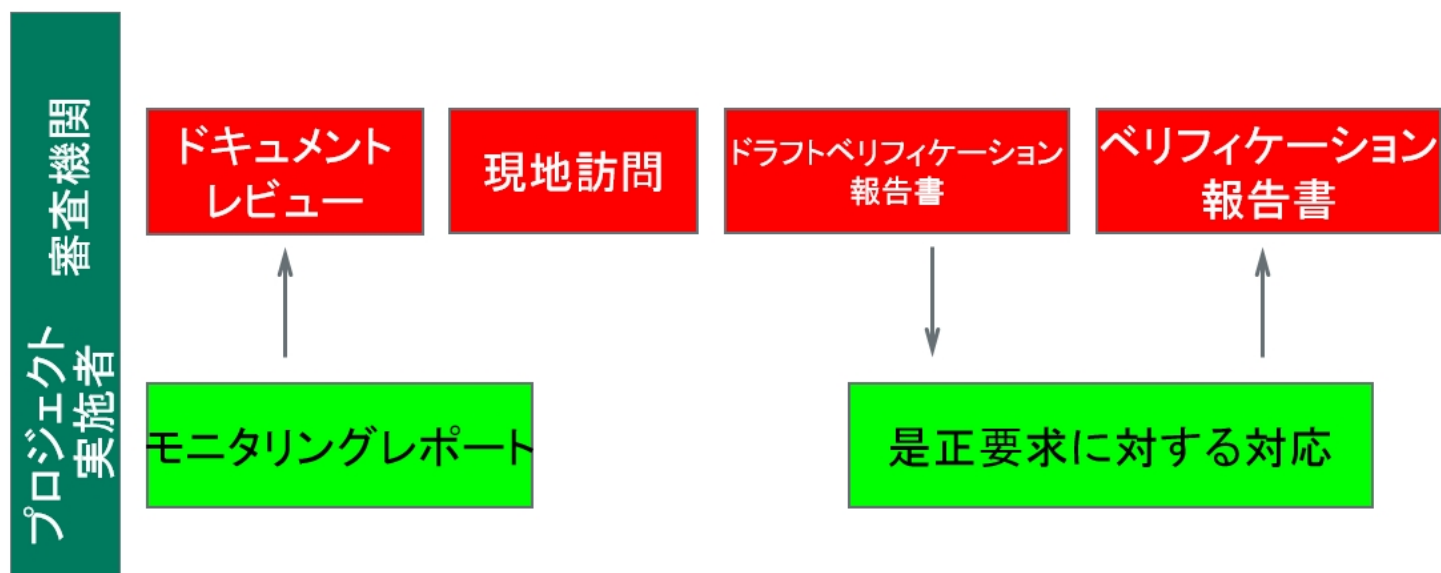 審査機関
ドキュメント
レビュー
現地訪問
ドラフトベリフィケーション
報告書
ベリフィケーション
報告書
プロジェクト
実施者
モニタリングレポート
是正要求に対する対応